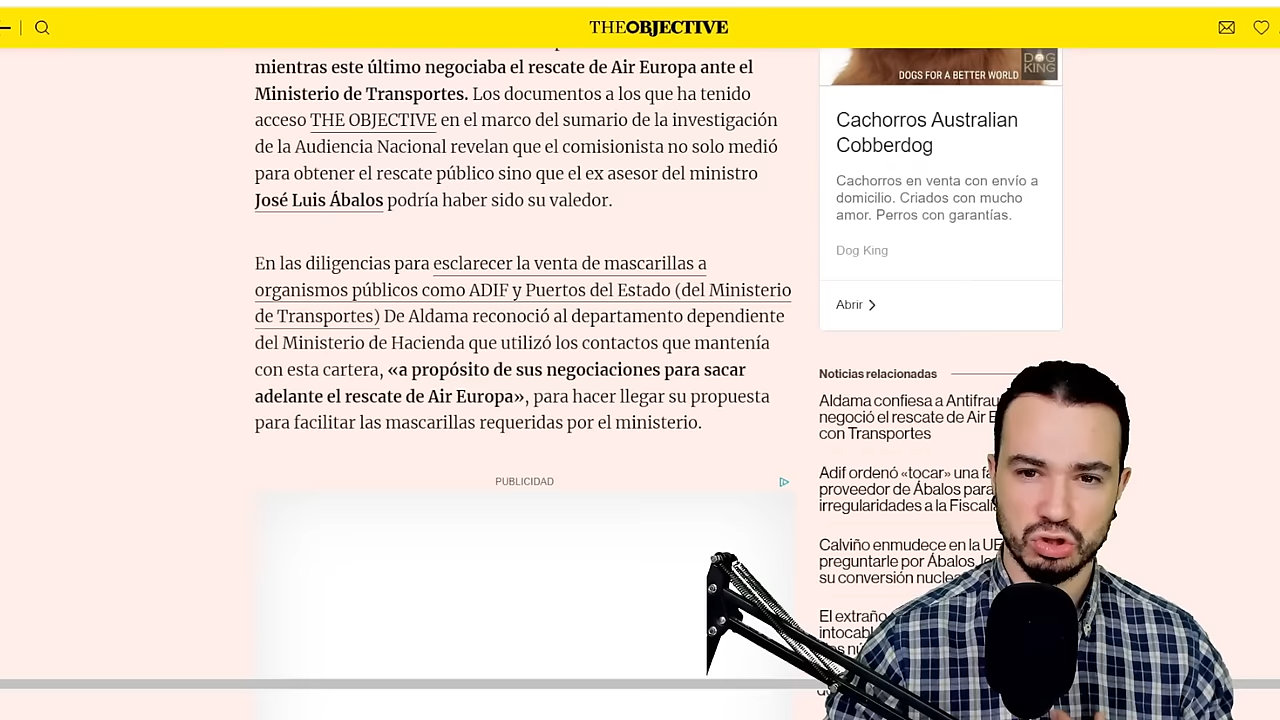 THEOBJECTIVE
mientras este último negociaba el rescate de Air Europa ante el
Ministerio de Transportes. Los documentos a los que ha tenido
acceso THE OBJECTIVE en el marco del sumario de la investigación
de la Audiencia Nacional revelan que el comisionista no solo medió
para obtener el rescate público sino que el ex asesor del ministro
José Luis Ábalos podría haber sido su valedor.
En las diligencias para esclarecer la venta de mascarillas a
organismos públicos como ADIF y Puertos del Estado (del Ministerio
de Transportes) De Aldama reconoció al departamento dependiente
del Ministerio de Hacienda que utilizó los contactos que mantenía
con esta cartera, «a propósito de sus negociaciones para sacar
adelante el rescate de Air Europa», para hacer llegar su propuesta
para facilitar las mascarillas requeridas por el ministerio.
PUBLICIDAD
DOGS FOR A BETTER WORLD
DOG
KING
Cachorros Australian
Cobberdog
Cachorros en venta con envío a
domicilio. Criados con mucho
amor. Perros con garantías.
Dog King
Abrir
Noticias relacionadas
Aldama confiesa a Antifrau
negoció el rescate de Air E
con Transportes
Adif ordenó «tocar» una fa
proveedor de Ábalos para
irregularidades a la Fiscalí
Calviño enmudece en la UE
preguntarle por Ábalos,
su conversión nuclea
El extraño
intocabl